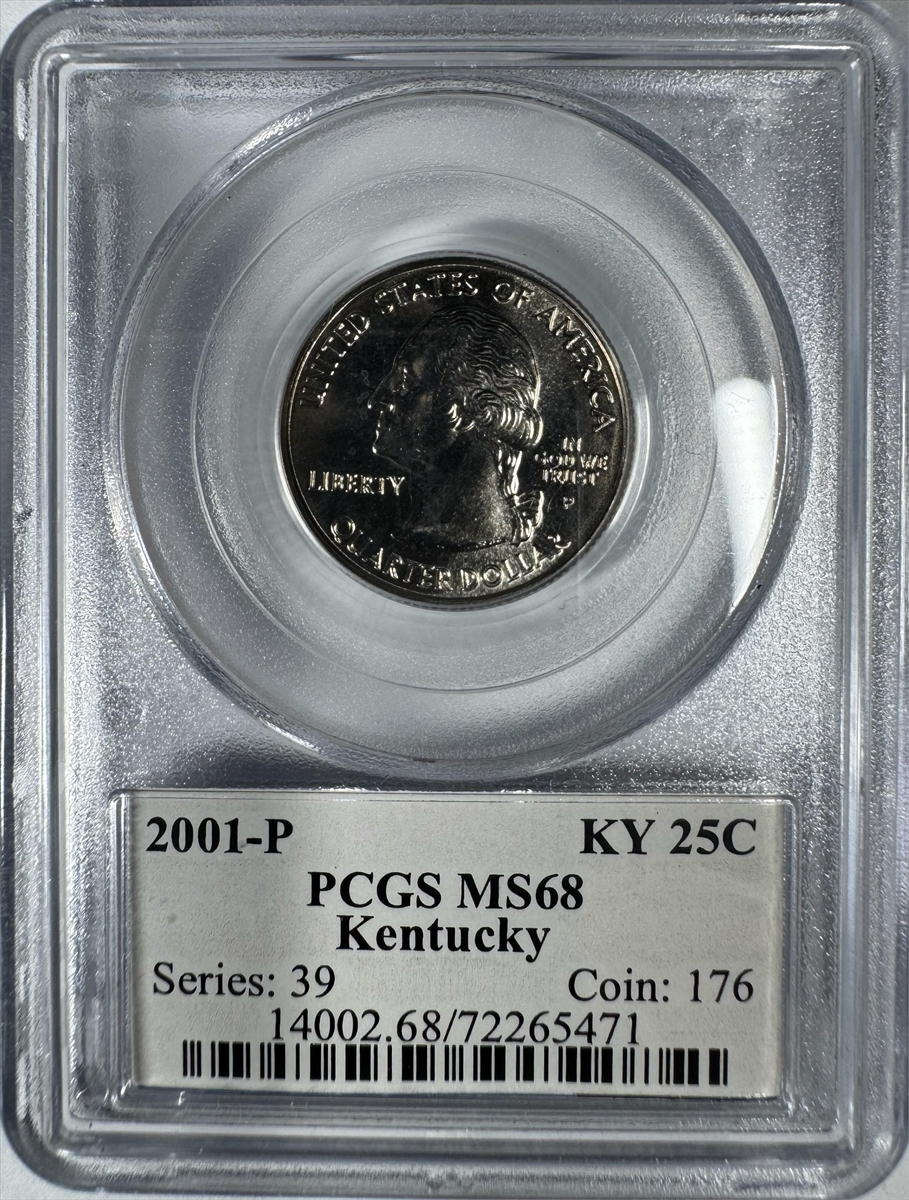 UNITED STATES OF AMERICA
LIBERTY
IN
GOD WE
TRUST
P
QUARTER DOLLAR
2001-P KY 25C
PCGS MS68
Kentucky
Series: 39 Coin: 176
14002.68/72265471